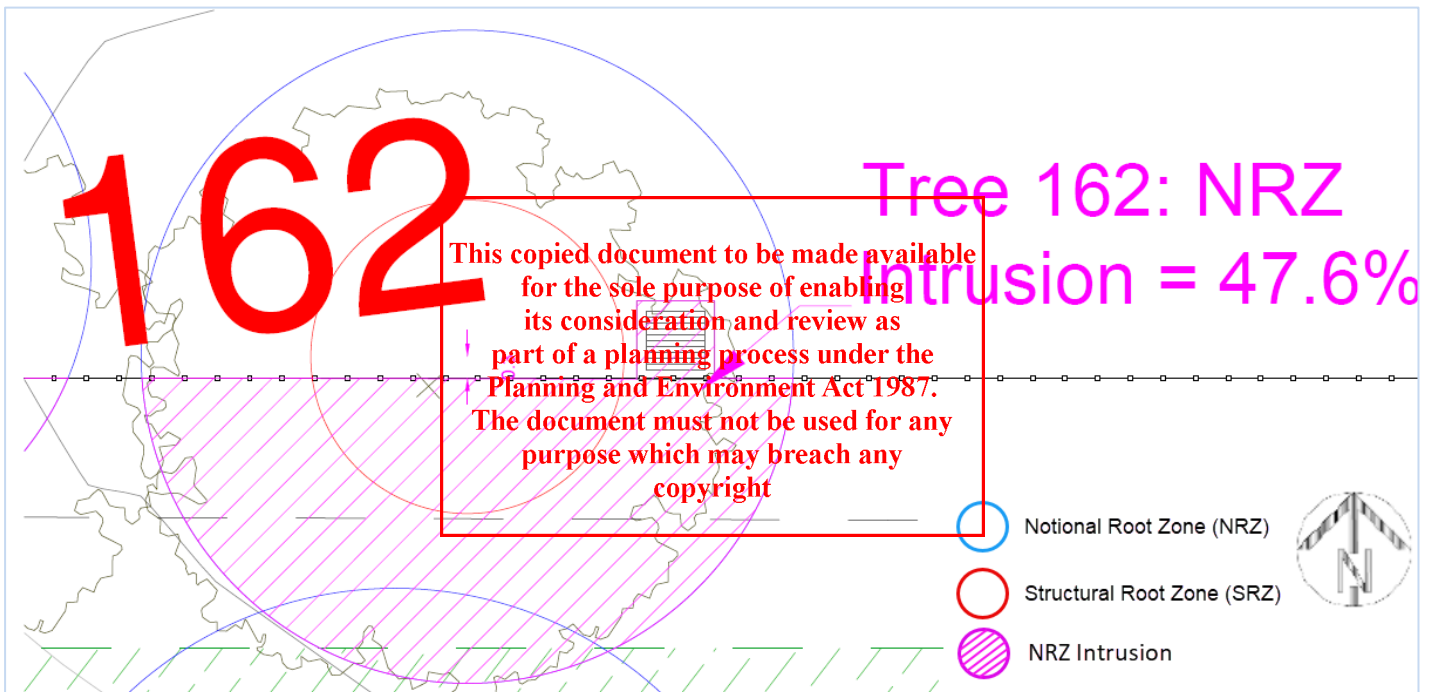 162
Tree 162: NRZ
Intrusion = 47.6%
This copied document to be made available
for the sole purpose of enabling
its consideration and review as
part of a planning process under the
Planning and Environment Act 1987.
The document must not be used for any
purpose which may breach any
copyright
Notional Root Zone (NRZ)
Structural Root Zone (SRZ)
NRZ Intrusion
N